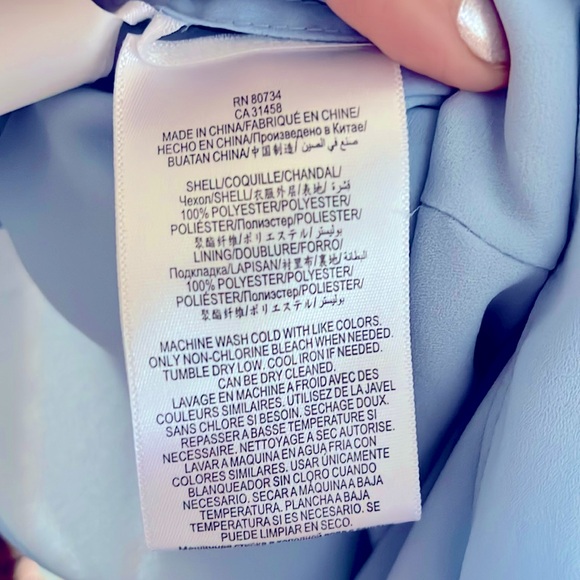 RN 80734
CA 31458
MADE IN CHINA/FABRIQUÉ EN CHINE/
HECHO EN CHINA/Произведено в Китае/
BUATAN CHINA/中国制造/ صنع في الصين
SHELL/COQUILLE/CHANDAL/
Чехол/SHELL/衣服外层/表地/ قشرة/
100% POLYESTER/POLYESTER/
POLIÉSTER/Полиэстер/POLIESTER/
聚酯纤维/ポリエステル/ بوليستر/
LINING/DOUBLURE/FORRO/
Подкладка/LAPISAN/衬里布/裏地/ البطانة/
100% POLYESTER/POLYESTER/
POLIÉSTER/Полиэстер/POLIESTER/
聚酯纤维/ポリエステル/ بوليستر
MACHINE WASH COLD WITH LIKE COLORS.
ONLY NON-CHLORINE BLEACH WHEN NEEDED.
TUMBLE DRY LOW. COOL IRON IF NEEDED.
CAN BE DRY CLEANED.
LAVAGE EN MACHINE A FROID AVEC DES
COULEURS SIMILAIRES. UTILISEZ DE LA JAVEL
SANS CHLORE SI BESOIN. SECHAGE DOUX.
REPASSER A BASSE TEMPERATURE SI
NECESSAIRE. NETTOYAGE A SEC AUTORISE.
LAVAR A MAQUINA EN AGUA FRIA CON
COLORES SIMILARES. USAR ÚNICAMENTE
BLANQUEADOR SIN CLORO CUANDO
NECESARIO. SECAR A MÁQUINA A BAJA
TEMPERATURA. PLANCHA A BAJA
TEMPERATURA SI ES NECESARIO. SE
PUEDE LIMPIAR EN SECO.